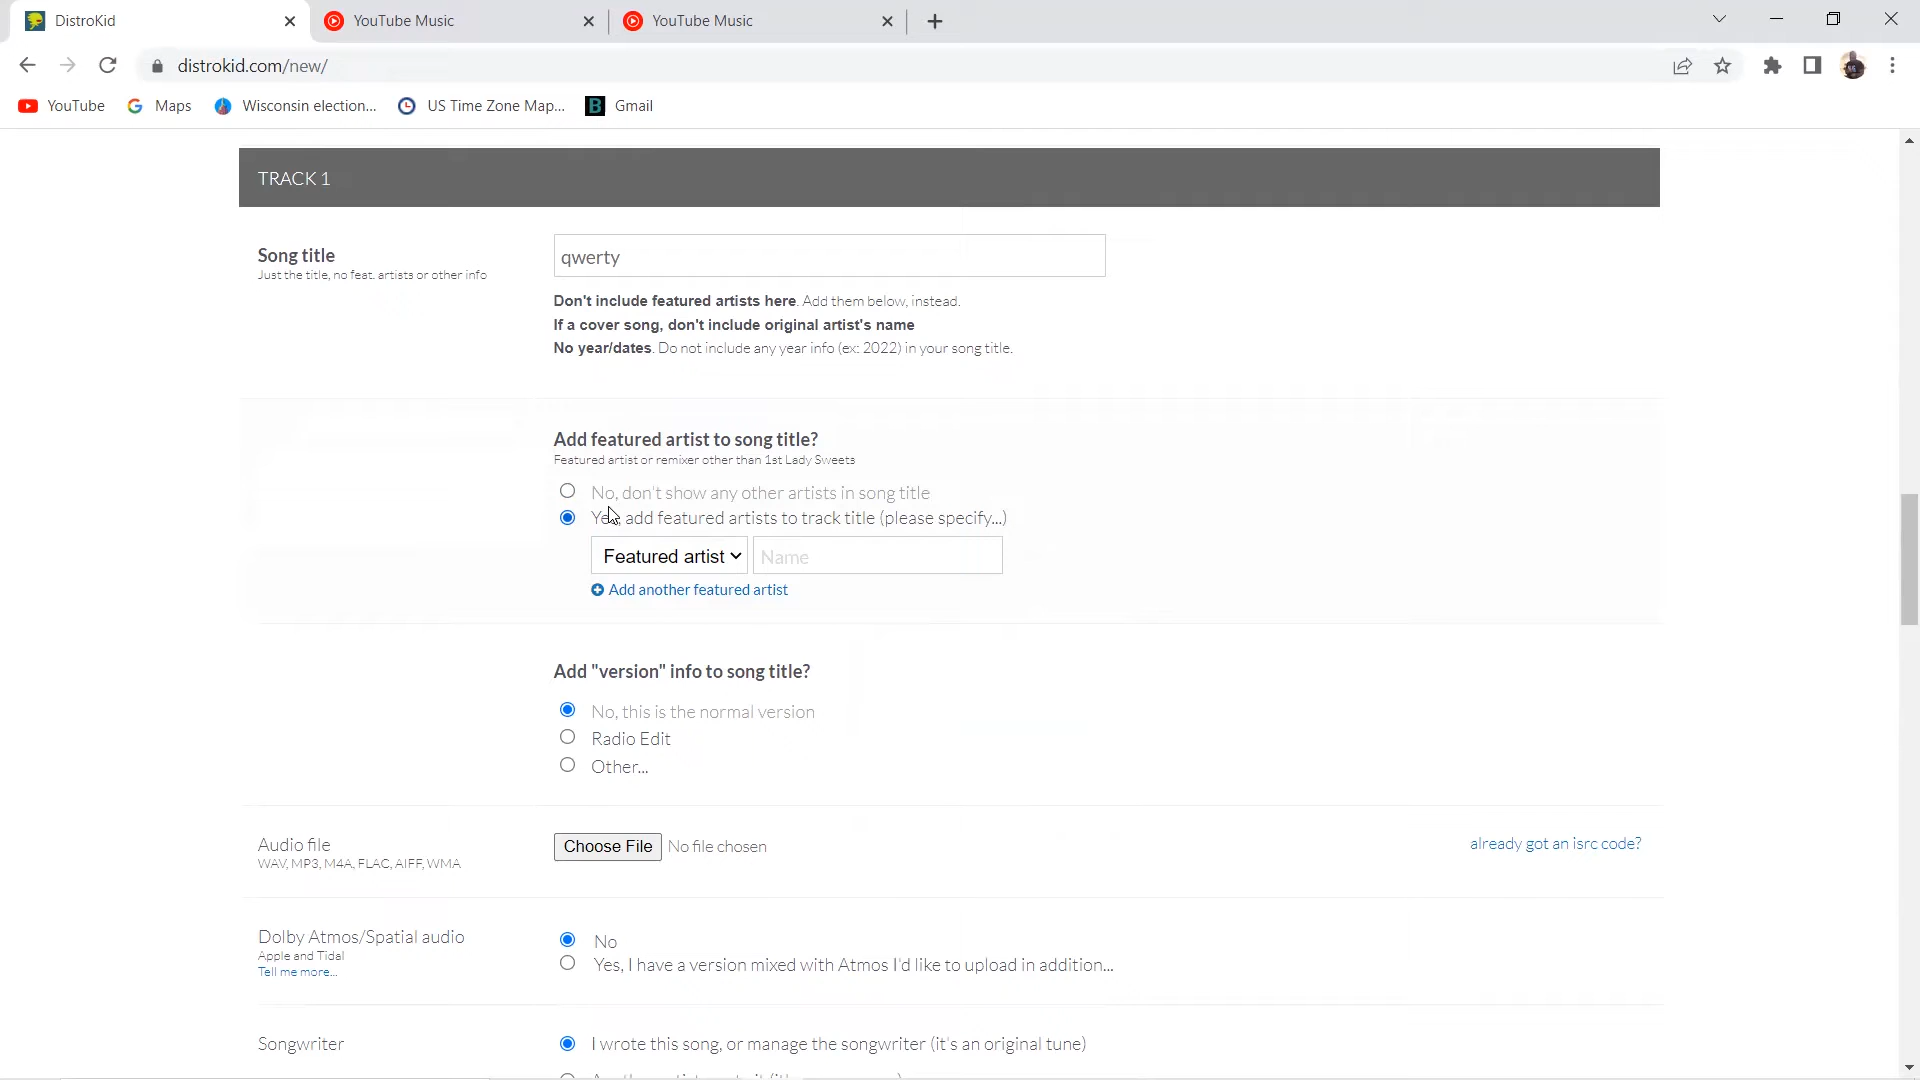 DistroKid
YouTube Music
YouTube Music
distrokid.com/new/
YouTube
Maps
Wisconsin election...
US Time Zone Map...
Gmail
TRACK 1
Song title
Just the title, no feat. artists or other info
qwerty
Don't include featured artists here. Add them below, instead.
If a cover song, don't include original artist's name
No year/dates. Do not include any year info (ex: 2022) in your song title.
Add featured artist to song title?
Featured artist or remixer other than 1st Lady Sweets
No, don't show any other artists in song title
Yes, add featured artists to track title (please specify...)
Featured artist
Name
Add another featured artist
Add "version" info to song title?
No, this is the normal version
Radio Edit
Other...
Audio file
WAV, MP3, M4A, FLAC, AIFF, WMA
Choose File No file chosen
already got an isrc code?
Dolby Atmos/Spatial audio
Apple and Tidal
Tell me more...
No
Yes, I have a version mixed with Atmos I'd like to upload in addition...
Songwriter
I wrote this song, or manage the songwriter (it's an original tune)